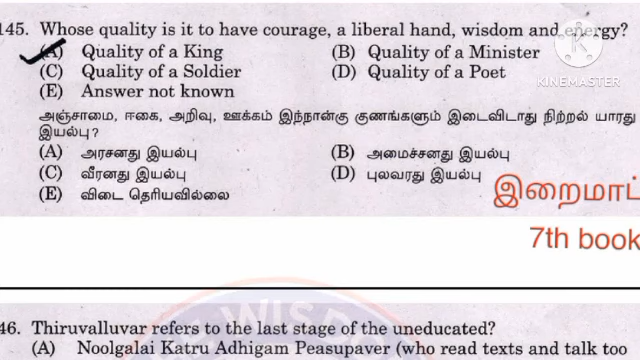 145. Whose quality is it to have courage, a liberal hand, wisdom and energy?
(A) Quality of a King (B) Quality of a Minister
(C) Quality of a Soldier (D) Quality of a Poet
(E) Answer not known
KINEMASTER
அஞ்சாமை, ஈகை, அறிவு, ஊக்கம் இந்நான்கு குணங்களும் இடைவிடாது நிற்றல் யாரது
இயல்பு?
(A) அரசனது இயல்பு (B) அமைச்சனது இயல்பு
(C) வீரனது இயல்பு (D) புலவரது இயல்பு
(E) விடை தெரியவில்லை
இறைமாட்
7th book
WISDOM
46. Thiruvalluvar refers to the last stage of the uneducated?
(A) Noolgalai Katru Adhigam Peasupaver (who read texts and talk too